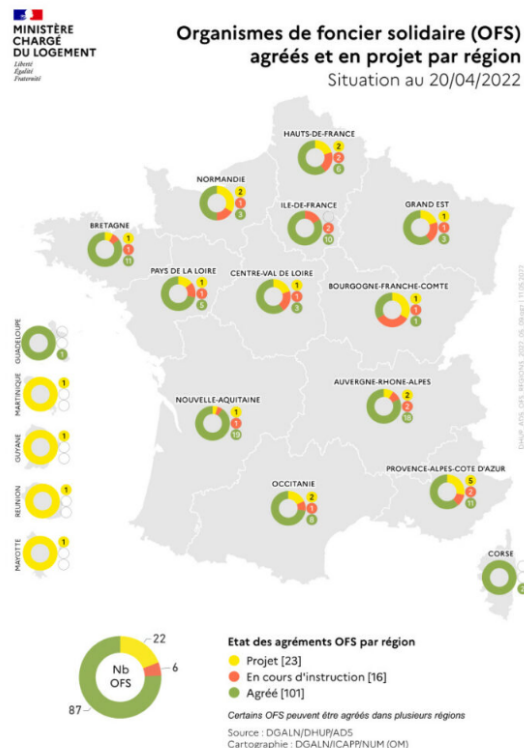 MINISTÈRE
CHARGÉ
DU LOGEMENT
Liberté
Égalité
Fraternité
Organismes de foncier solidaire (OFS)
agréés et en projet par région
Situation au 20/04/2022
HAUTS-DE-FRANCE
2
2
6
NORMANDIE
2
1
3
ILE-DE-FRANCE
2
10
GRAND EST
1
1
3
BRETAGNE
1
1
11
PAYS DE LA LOIRE
1
1
5
CENTRE-VAL DE LOIRE
1
1
3
BOURGOGNE-FRANCHE-COMTE
1
1
1
GUADELOUPE
1
MARTINIQUE
1
GUYANE
1
REUNION
1
MAYOTTE
1
NOUVELLE-AQUITAINE
1
1
19
AUVERGNE-RHONE-ALPES
2
2
OCCITANIE
2
1
8
PROVENCE-ALPES-COTE D'AZUR
5
2
11
CORSE
22
6
87
Nb
OFS
Etat des agréments OFS par région
Projet [23]
En cours d'instruction [16]
Agréé [101]
Certains OFS peuvent être agréés dans plusieurs régions
Source : DGALN/DHUP/ADS
Cartographie : DGALN/ICAPP/NUM (OM)